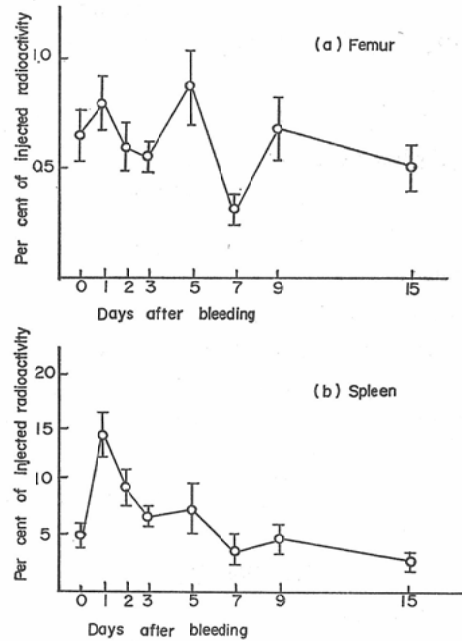 (a) Femur
Per cent of injected radioactivity
1.0
0.5
0 1 2 3 5 7 9 15
Days after bleeding
(b) Spleen
Per cent of Injected radioactivity
20
15
10
5
0 1 2 3 5 7 9 15
Days after bleeding